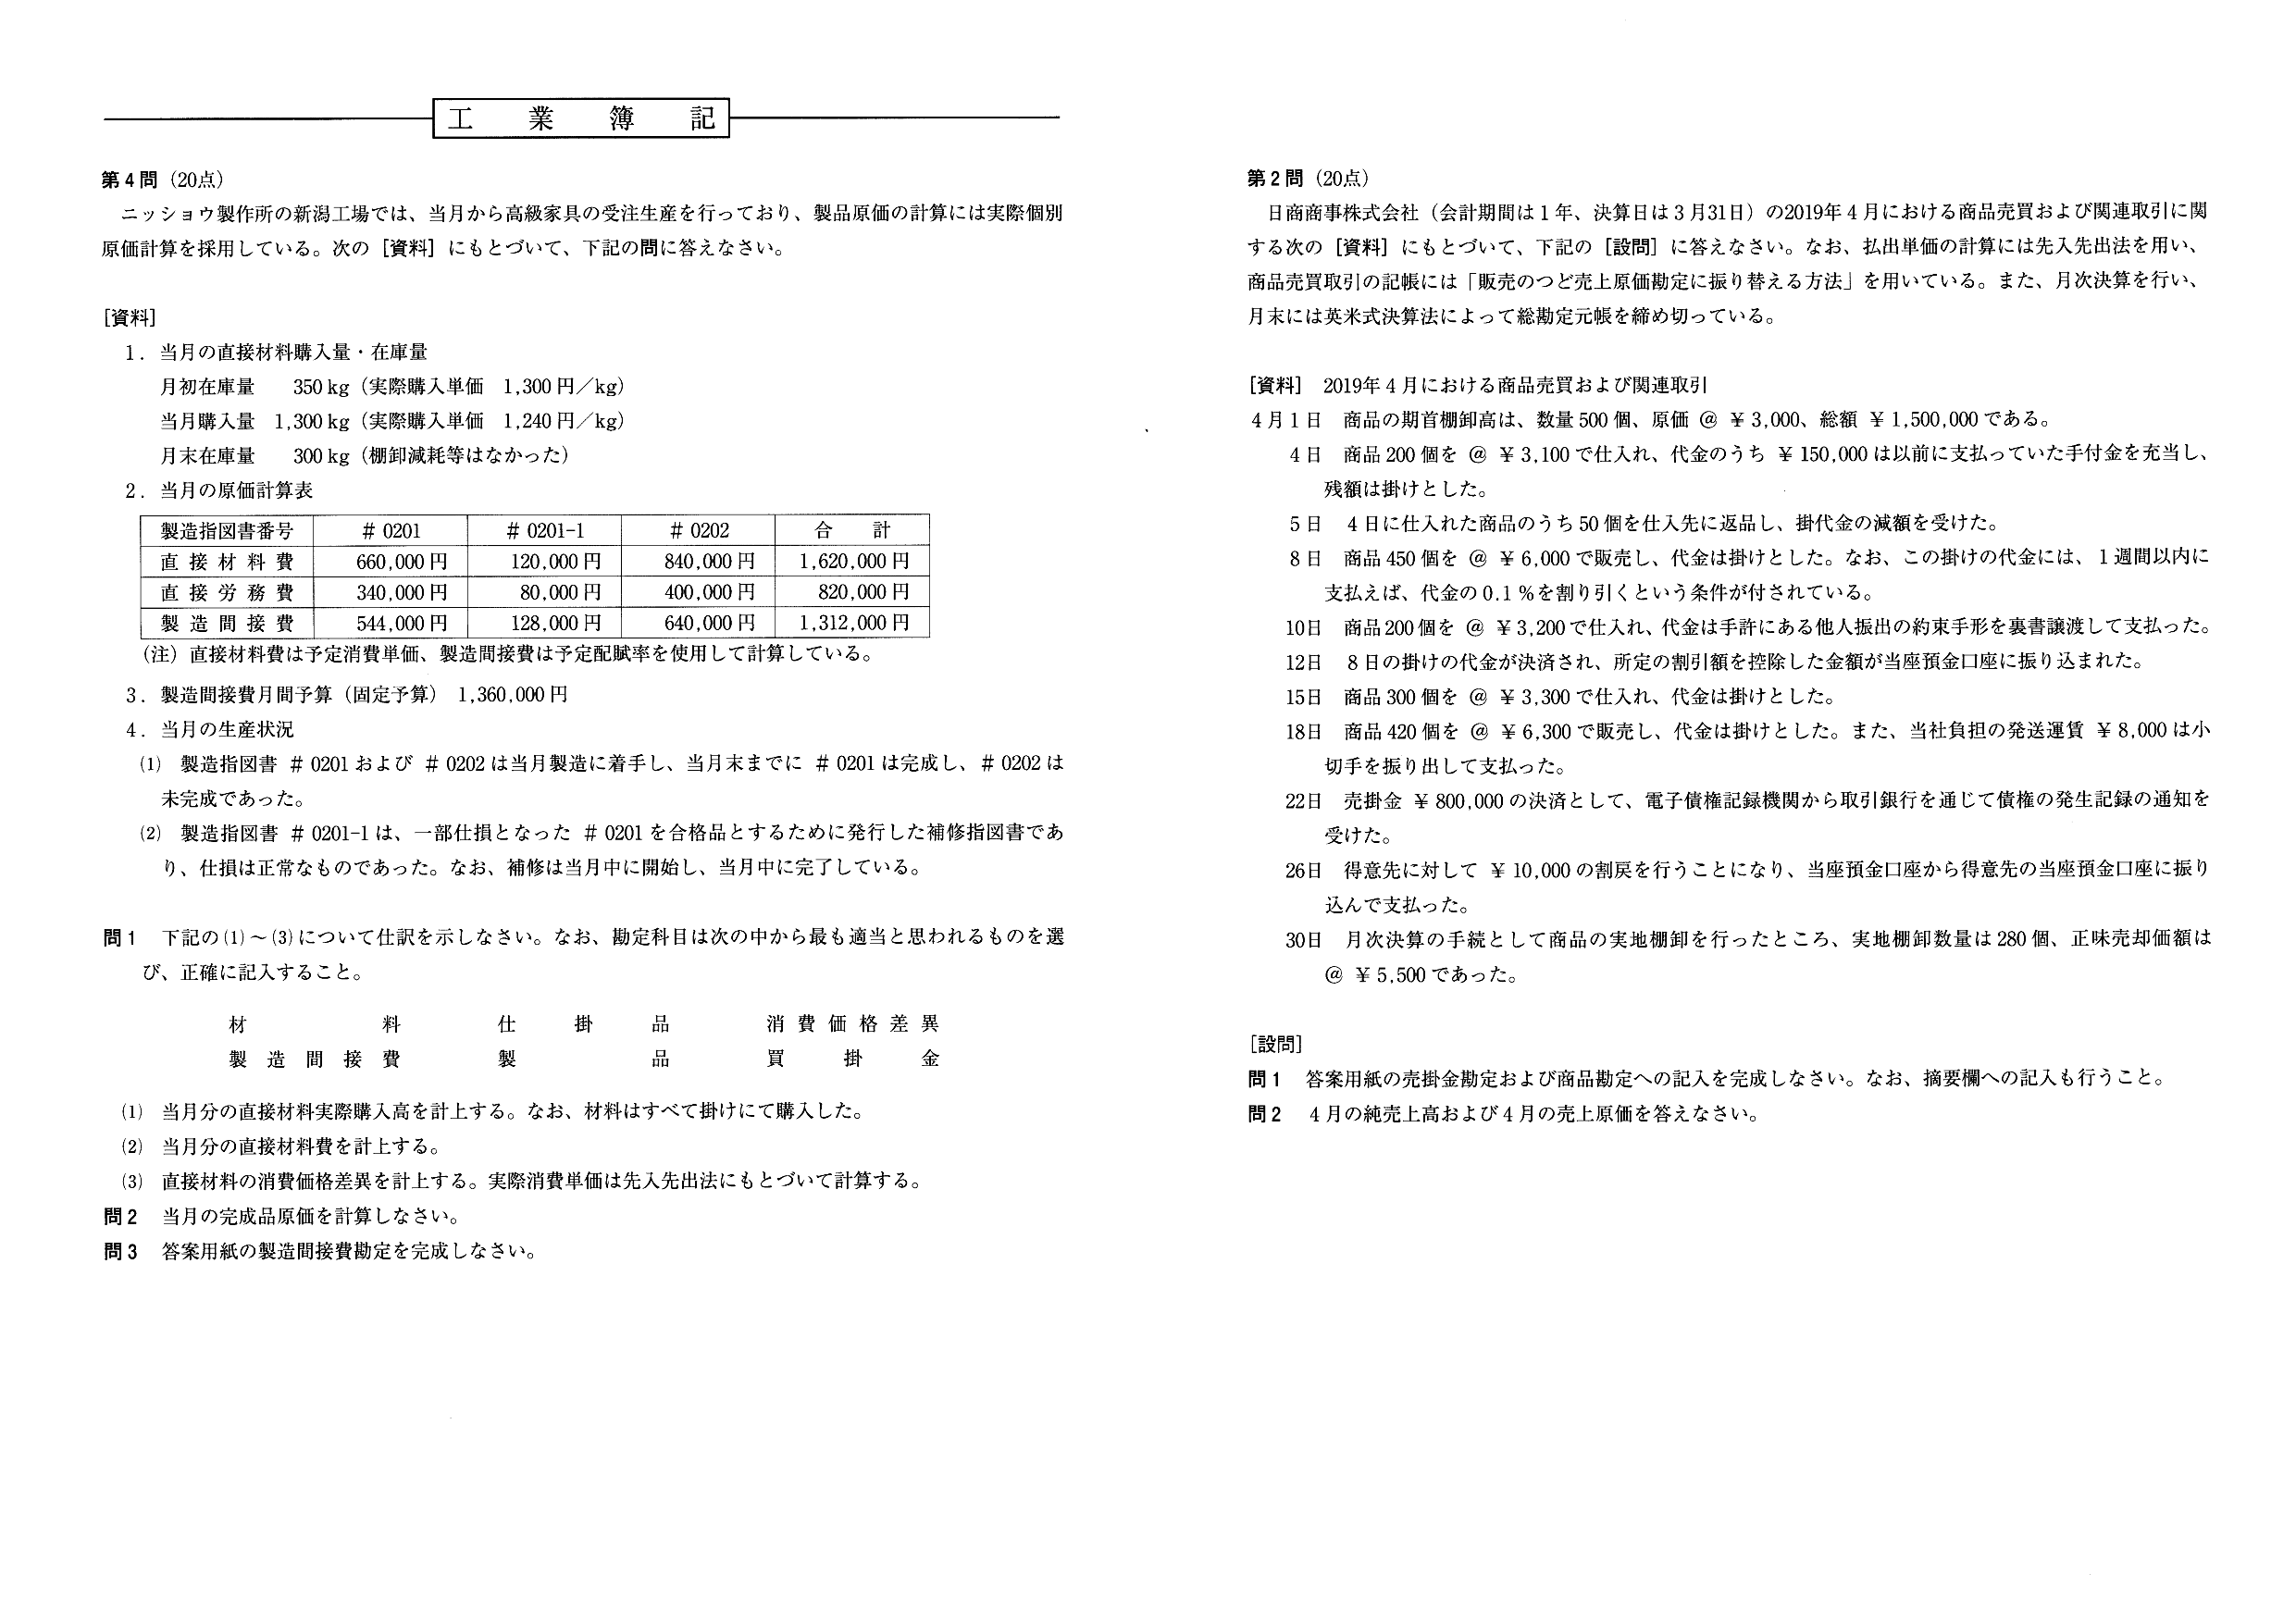 工業簿記
第4問（20点）
ニッショウ製作所の新潟工場では、当月から高級家具の受注生産を行っており、製品原価の計算には実際個別
原価計算を採用している。次の［資料］にもとづいて、下記の問に答えなさい。
［資料］
1．当月の直接材料購入量・在庫量
月初在庫量　350 kg（実際購入単価　1,300 円／kg）
当月購入量　1,300 kg（実際購入単価　1,240 円／kg）
月末在庫量　300 kg（棚卸減耗等はなかった）
2．当月の原価計算表
製造指図書番号　# 0201　# 0201-1　# 0202　合計
直接材料費　660,000 円　120,000 円　840,000 円　1,620,000 円
直接労務費　340,000 円　80,000 円　400,000 円　820,000 円
製造間接費　544,000 円　128,000 円　640,000 円　1,312,000 円
（注）直接材料費は予定消費単価、製造間接費は予定配賦率を使用して計算している。
3．製造間接費月間予算（固定予算）　1,360,000 円
4．当月の生産状況
(1)　製造指図書 # 0201 および # 0202 は当月製造に着手し、当月末までに # 0201 は完成し、# 0202 は
未完成であった。
(2)　製造指図書 # 0201-1 は、一部仕損となった # 0201 を合格品とするために発行した補修指図書であ
り、仕損は正常なものであった。なお、補修は当月中に開始し、当月中に完了している。
問1　下記の(1)～(3)について仕訳を示しなさい。なお、勘定科目は次の中から最も適当と思われるものを選
び、正確に記入すること。
材料　仕掛品　消費価格差異
製造間接費　製品　買掛金
(1)　当月分の直接材料実際購入高を計上する。なお、材料はすべて掛けにて購入した。
(2)　当月分の直接材料費を計上する。
(3)　直接材料の消費価格差異を計上する。実際消費単価は先入先出法にもとづいて計算する。
問2　当月の完成品原価を計算しなさい。
問3　答案用紙の製造間接費勘定を完成しなさい。
第2問（20点）
日商商事株式会社（会計期間は1年、決算日は3月31日）の2019年4月における商品売買および関連取引に関
する次の［資料］にもとづいて、下記の［設問］に答えなさい。なお、払出単価の計算には先入先出法を用い、
商品売買取引の記帳には「販売のつど売上原価勘定に振り替える方法」を用いている。また、月次決算を行い、
月末には英米式決算法によって総勘定元帳を締め切っている。
［資料］　2019年4月における商品売買および関連取引
4月1日　商品の期首棚卸高は、数量500個、原価 @ ￥3,000、総額 ￥1,500,000である。
4日　商品200個を @ ￥3,100で仕入れ、代金のうち ￥150,000は以前に支払っていた手付金を充当し、
残額は掛けとした。
5日　4日に仕入れた商品のうち50個を仕入先に返品し、掛代金の減額を受けた。
8日　商品450個を @ ￥6,000で販売し、代金は掛けとした。なお、この掛けの代金には、1週間以内に
支払えば、代金の0.1％を割り引くという条件が付されている。
10日　商品200個を @ ￥3,200で仕入れ、代金は手許にある他人振出の約束手形を裏書譲渡して支払った。
12日　8日の掛けの代金が決済され、所定の割引額を控除した金額が当座預金口座に振り込まれた。
15日　商品300個を @ ￥3,300で仕入れ、代金は掛けとした。
18日　商品420個を @ ￥6,300で販売し、代金は掛けとした。また、当社負担の発送運賃 ￥8,000は小
切手を振り出して支払った。
22日　売掛金 ￥800,000の決済として、電子債権記録機関から取引銀行を通じて債権の発生記録の通知を
受けた。
26日　得意先に対して ￥10,000の割戻を行うことになり、当座預金口座から得意先の当座預金口座に振り
込んで支払った。
30日　月次決算の手続として商品の実地棚卸を行ったところ、実地棚卸数量は280個、正味売却価額は
@ ￥5,500であった。
［設問］
問1　答案用紙の売掛金勘定および商品勘定への記入を完成しなさい。なお、摘要欄への記入も行うこと。
問2　4月の純売上高および4月の売上原価を答えなさい。